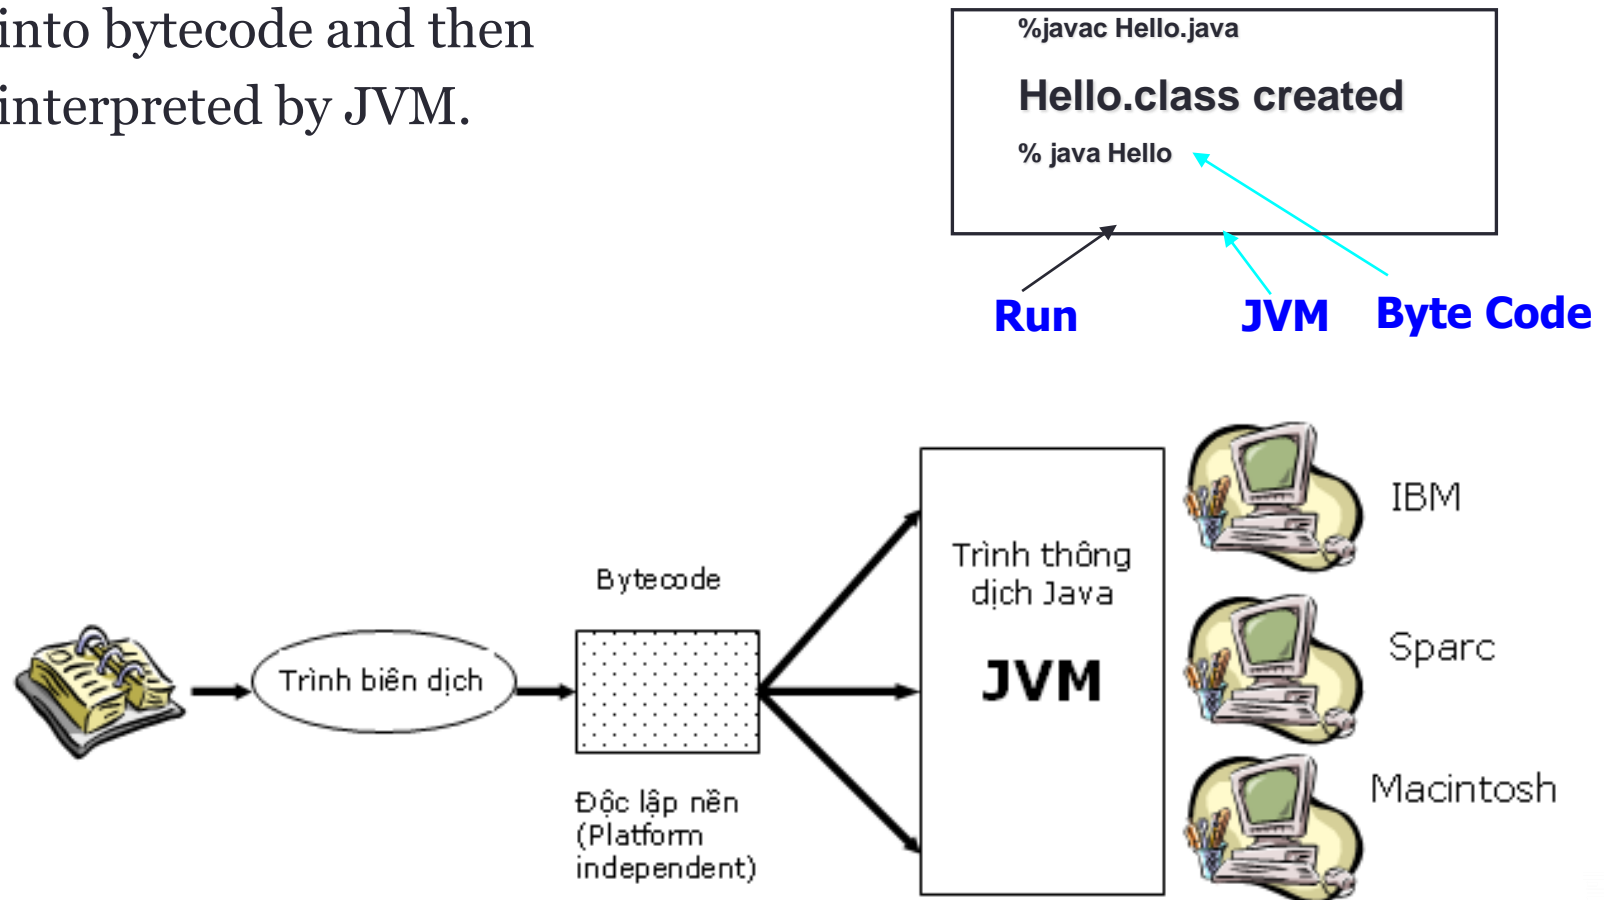 into bytecode and then
interpreted by JVM.
%javac Hello.java
Hello.class created
% java Hello
Run
JVM
Byte Code
Trình biên dịch
Bytecode
Độc lập nền
(Platform
independent)
Trình thông
dịch Java
JVM
IBM
Sparc
Macintosh